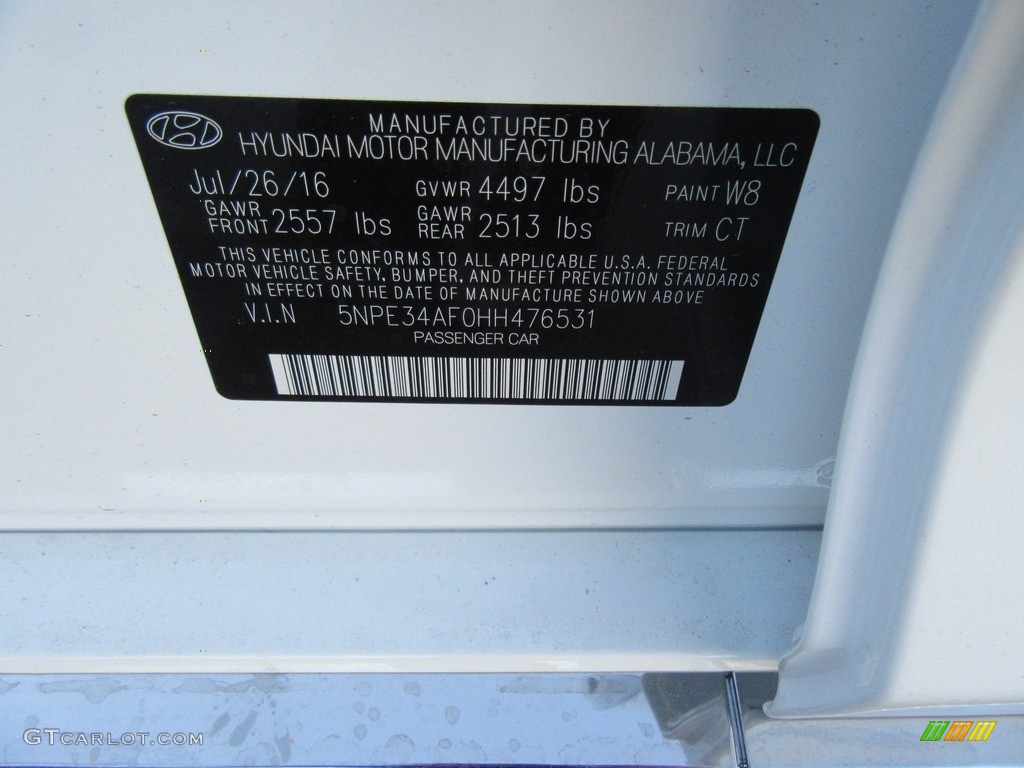 MANUFACTURED BY
HYUNDAI MOTOR MANUFACTURING ALABAMA, LLC
Jul/26/16 GVWR 4497 lbs PAINT W8
GAWR FRONT 2557 lbs GAWR REAR 2513 lbs TRIM CT
THIS VEHICLE CONFORMS TO ALL APPLICABLE U.S.A. FEDERAL
MOTOR VEHICLE SAFETY, BUMPER, AND THEFT PREVENTION STANDARDS
IN EFFECT ON THE DATE OF MANUFACTURE SHOWN ABOVE
V.I.N 5NPE34AF0HH476531
PASSENGER CAR
GTCARLOT.COM